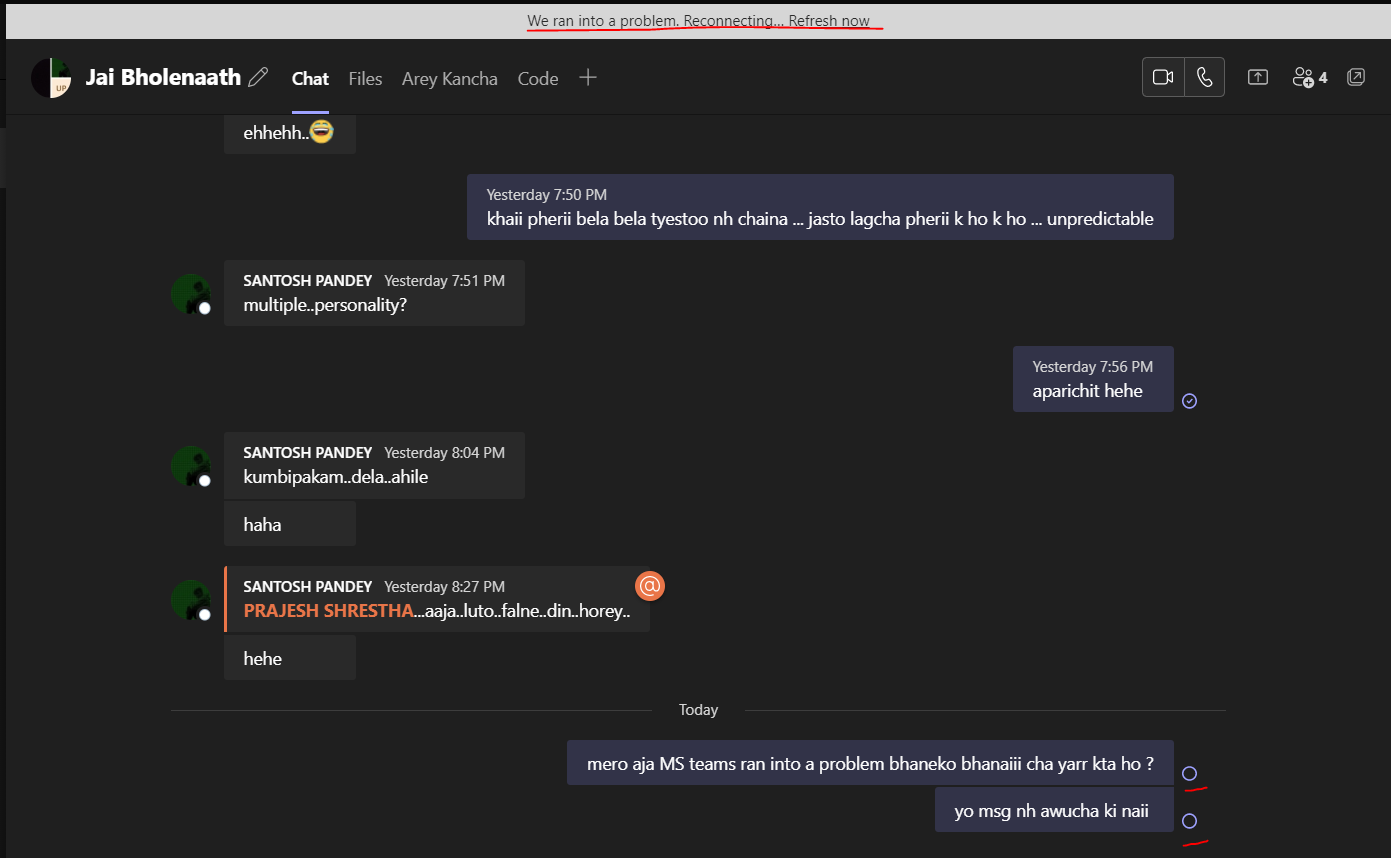 We ran into a problem. Reconnecting... Refresh now
UP
Jai Bholenaath Chat Files Arey Kancha Code 4
ehhehh..
Yesterday 7:50 PM
khaii pherii bela bela tyestoo nh chaina ... jasto lagcha pherii k ho k ho ... unpredictable
SANTOSH PANDEY Yesterday 7:51 PM
multiple..personality?
Yesterday 7:56 PM
aparichit hehe
SANTOSH PANDEY Yesterday 8:04 PM
kumbipakam..dela..ahile
haha
SANTOSH PANDEY Yesterday 8:27 PM
@
PRAJESH SHRESTHA...aaja..luto..falne..din..horey..
hehe
Today
mero aja MS teams ran into a problem bhaneko bhanaiii cha yarr kta ho ?
yo msg nh awucha ki naii